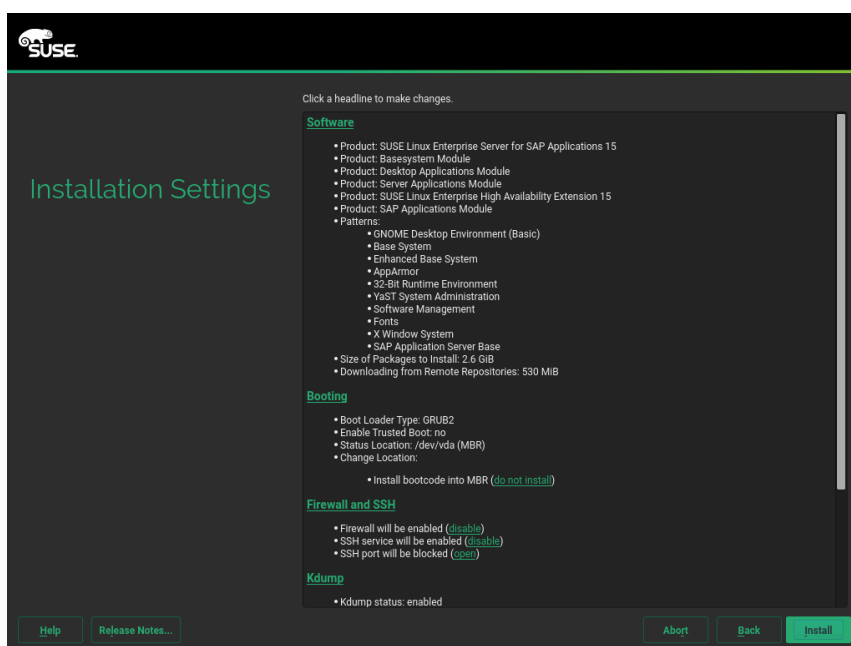 SUSE.
Click a headline to make changes.
Installation Settings
Software
• Product: SUSE Linux Enterprise Server for SAP Applications 15
• Product: Basesystem Module
• Product: Desktop Applications Module
• Product: Server Applications Module
• Product: SUSE Linux Enterprise High Availability Extension 15
• Product: SAP Applications Module
• Patterns:
• GNOME Desktop Environment (Basic)
• Base System
• Enhanced Base System
• AppArmor
• 32-Bit Runtime Environment
• YaST System Administration
• Software Management
• Fonts
• X Window System
• SAP Application Server Base
• Size of Packages to Install: 2.6 GiB
• Downloading from Remote Repositories: 530 MiB
Booting
• Boot Loader Type: GRUB2
• Enable Trusted Boot: no
• Status Location: /dev/vda (MBR)
• Change Location:
• Install bootcode into MBR (do not install)
Firewall and SSH
• Firewall will be enabled (disable)
• SSH service will be enabled (disable)
• SSH port will be blocked (open)
Kdump
• Kdump status: enabled
Help Release Notes... Abort Back Install